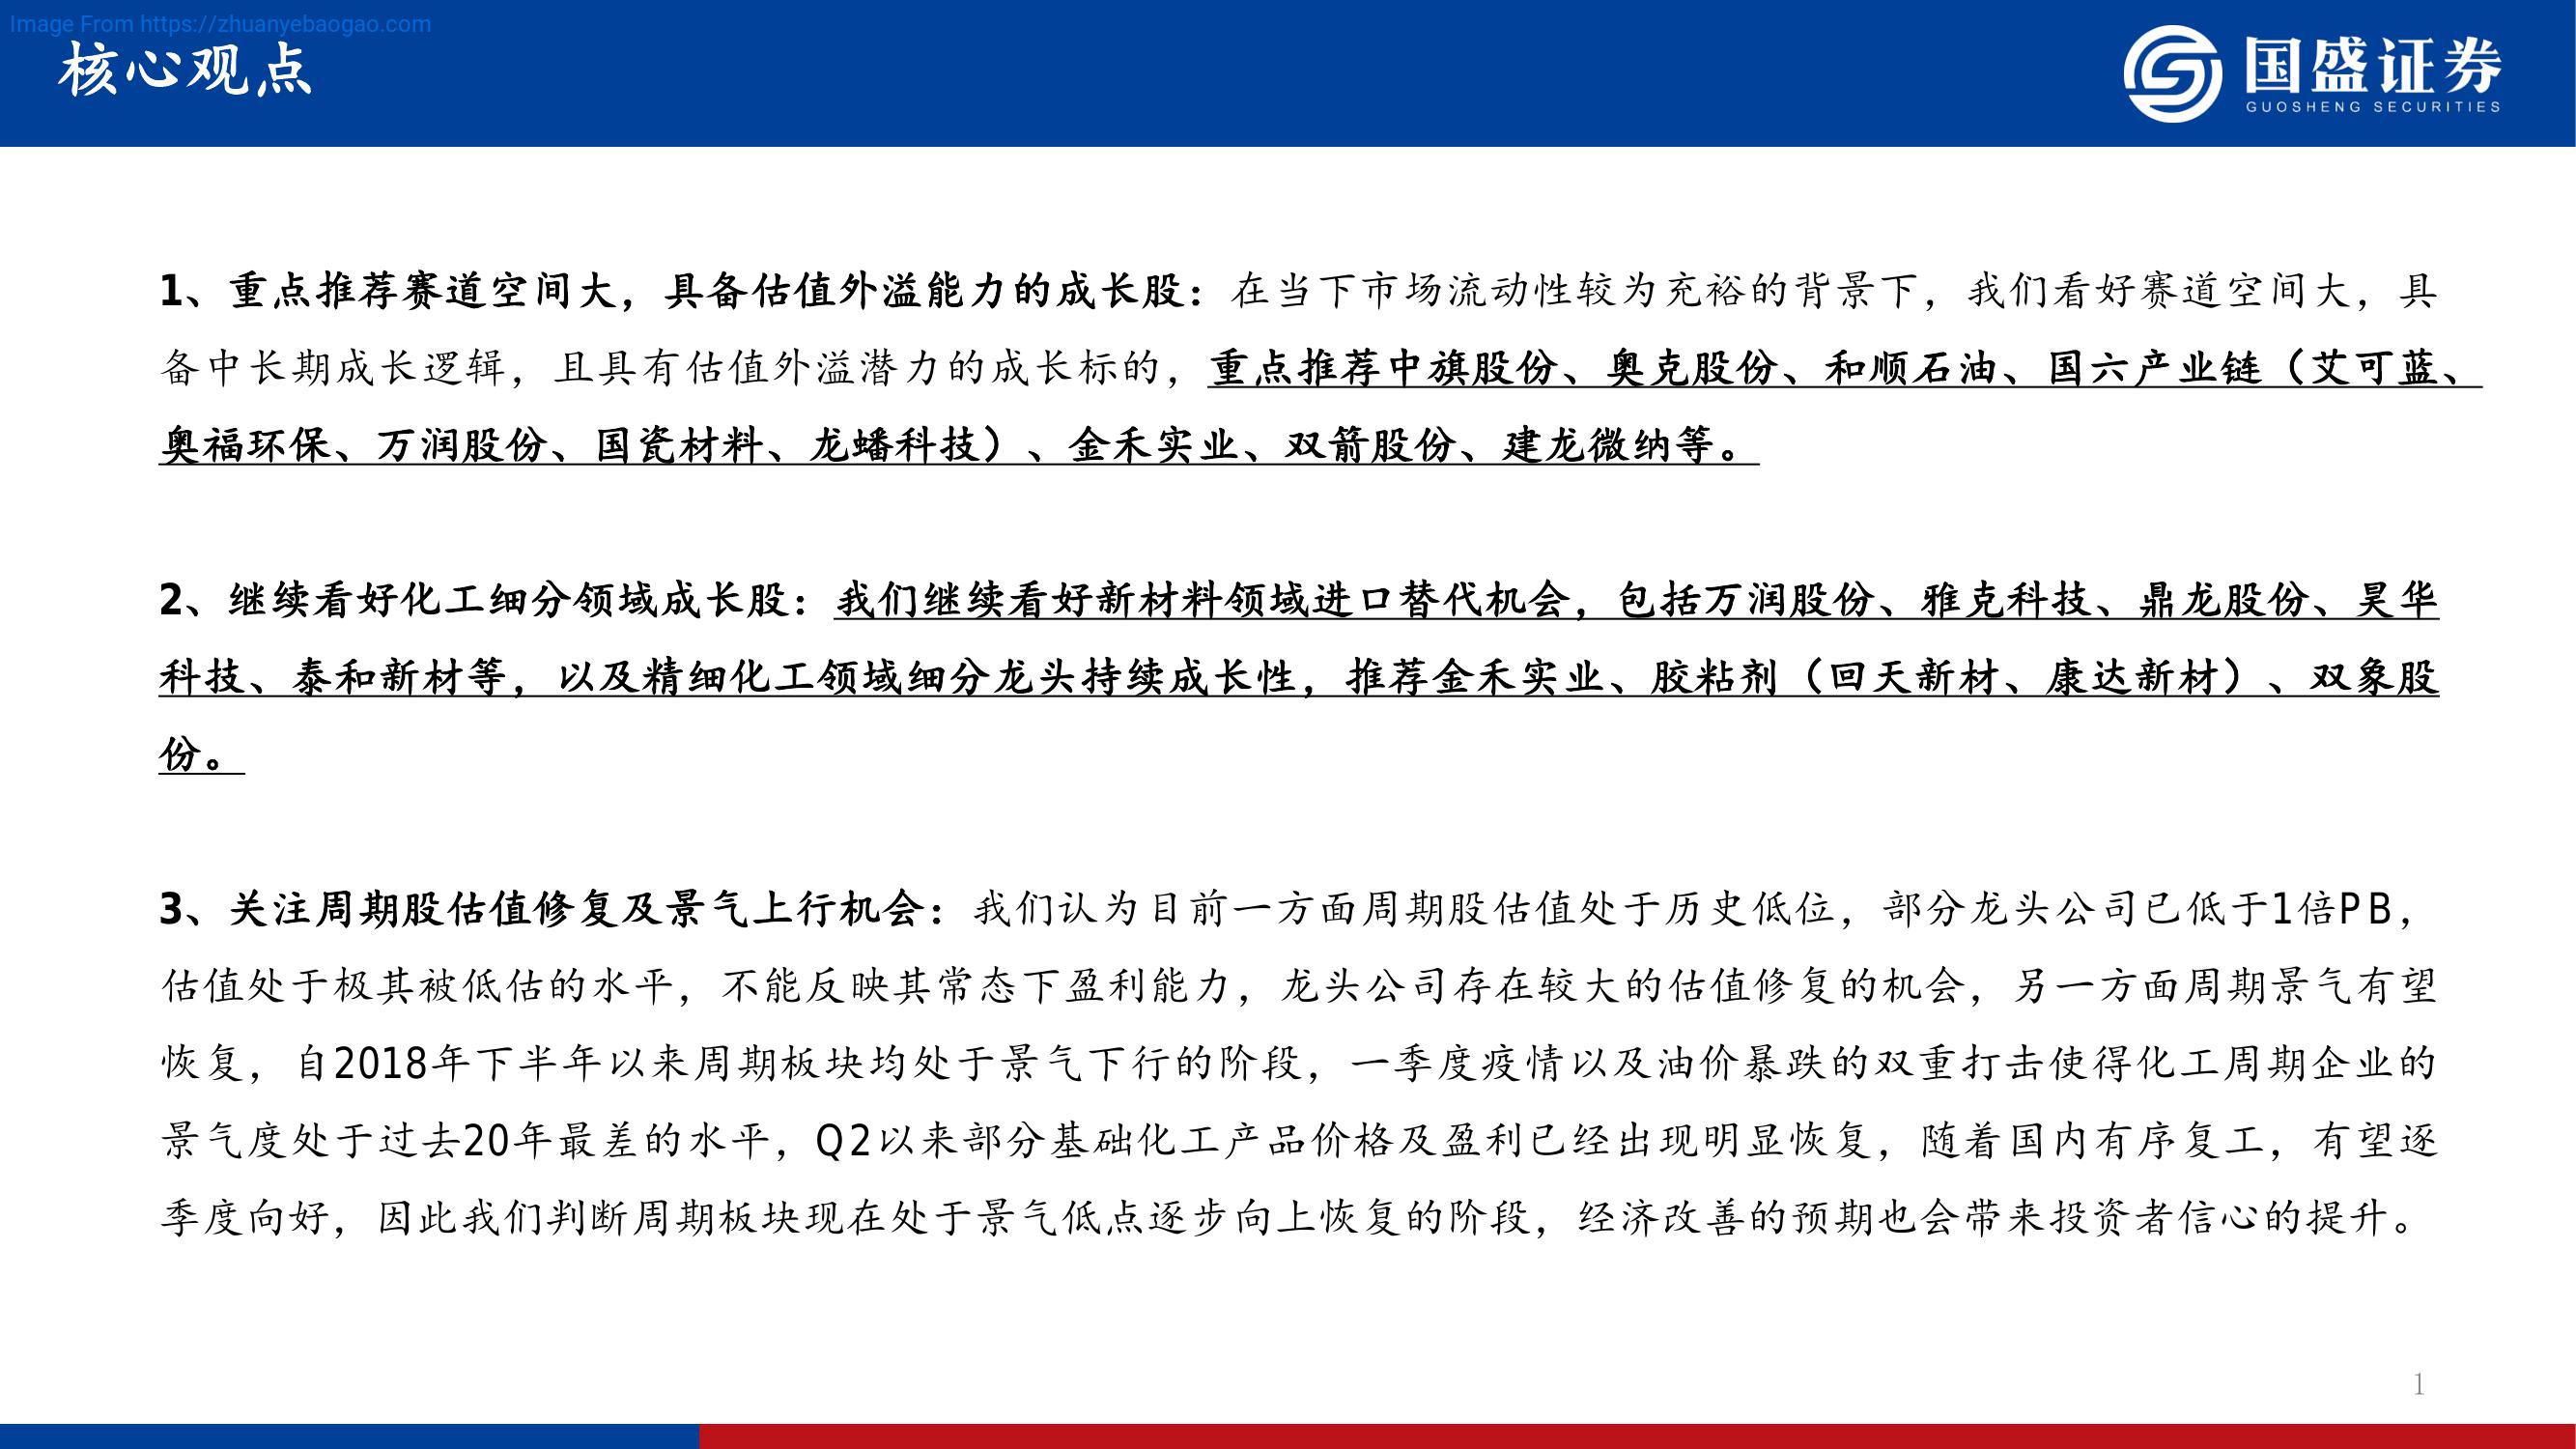 Image From https://zhuanyebaogao.com
核心观点
国盛证券
GUOSHENG SECURITIES
1、重点推荐赛道空间大，具备估值外溢能力的成长股：在当下市场流动性较为充裕的背景下，我们看好赛道空间大，具
备中长期成长逻辑，且具有估值外溢潜力的成长标的，重点推荐中旗股份、奥克股份、和顺石油、国六产业链（艾可蓝、
奥福环保、万润股份、国瓷材料、龙蟠科技）、金禾实业、双箭股份、建龙微纳等。
2、继续看好化工细分领域成长股：我们继续看好新材料领域进口替代机会，包括万润股份、雅克科技、鼎龙股份、昊华
科技、泰和新材等，以及精细化工领域细分龙头持续成长性，推荐金禾实业、胶粘剂（回天新材、康达新材）、双象股
份。
3、关注周期股估值修复及景气上行机会：我们认为目前一方面周期股估值处于历史低位，部分龙头公司已低于1倍PB，
估值处于极其被低估的水平，不能反映其常态下盈利能力，龙头公司存在较大的估值修复的机会，另一方面周期景气有望
恢复，自2018年下半年以来周期板块均处于景气下行的阶段，一季度疫情以及油价暴跌的双重打击使得化工周期企业的
景气度处于过去20年最差的水平，Q2以来部分基础化工产品价格及盈利已经出现明显恢复，随着国内有序复工，有望逐
季度向好，因此我们判断周期板块现在处于景气低点逐步向上恢复的阶段，经济改善的预期也会带来投资者信心的提升。
1